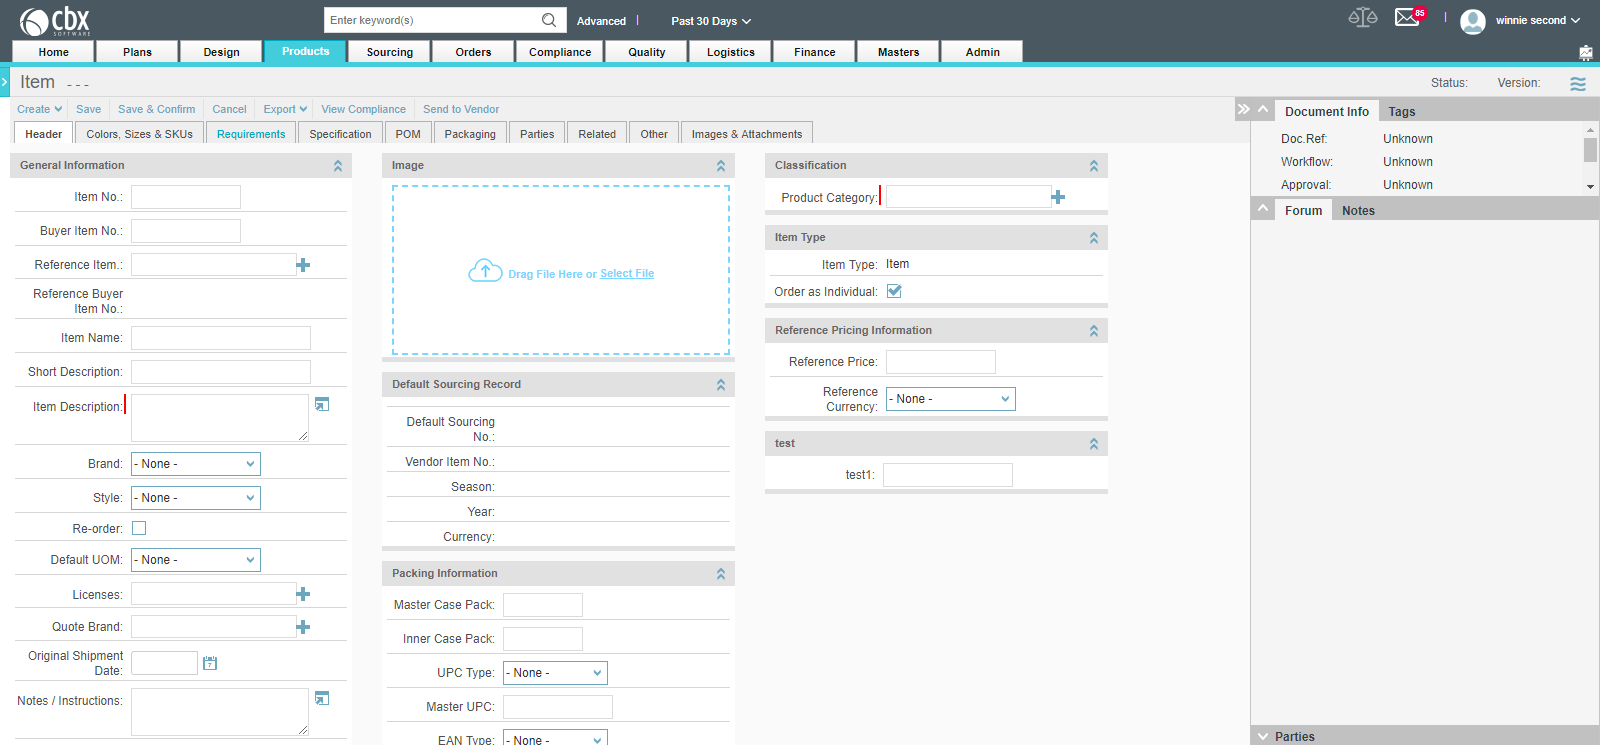 cbx
SOFTWARE
Enter keyword(s)
Advanced
Past 30 Days
85
winnie second
Home
Plans
Design
Products
Sourcing
Orders
Compliance
Quality
Logistics
Finance
Masters
Admin
Item - - -
Status:
Version:
Create
Save
Save & Confirm
Cancel
Export
View Compliance
Send to Vendor
Header
Colors, Sizes & SKUs
Requirements
Specification
POM
Packaging
Parties
Related
Other
Images & Attachments
General Information
Item No.:
Buyer Item No.:
Reference Item.:
Reference Buyer
Item No.:
Item Name:
Short Description:
Item Description:
Brand: - None -
Style: - None -
Re-order:
Default UOM: - None -
Licenses:
Quote Brand:
Original Shipment
Date:
7
Notes / Instructions:
Image
Drag File Here or Select File
Default Sourcing Record
Default Sourcing
No.:
Vendor Item No.:
Season:
Year:
Currency:
Packing Information
Master Case Pack:
Inner Case Pack:
UPC Type: - None -
Master UPC:
EAN Type: - None -
Classification
Product Category:
Item Type
Item Type: Item
Order as Individual:
Reference Pricing Information
Reference Price:
Reference
Currency: - None -
test
test1:
Document Info
Tags
Doc.Ref: Unknown
Workflow: Unknown
Approval: Unknown
Forum
Notes
Parties